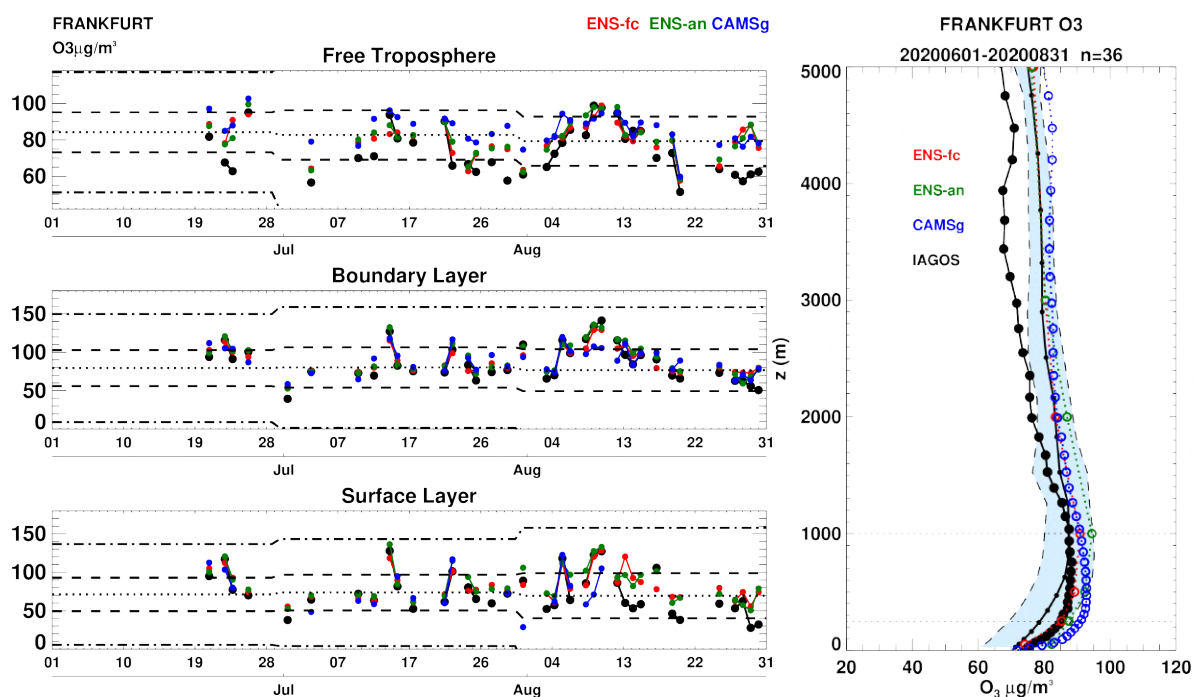 FRANKFURT
O3μg/m³
ENS-fc ENS-an CAMSg
Free Troposphere
100
80
60
01 10 19 28 07 17 26 04 13 22 31
Jul Aug
Boundary Layer
150
100
50
0
01 10 19 28 07 17 26 04 13 22 31
Jul Aug
Surface Layer
150
100
50
0
01 10 19 28 07 17 26 04 13 22 31
Jul Aug
FRANKFURT O3
20200601-20200831 n=36
5000
4000
3000
2000
1000
0
z (m)
ENS-fc
ENS-an
CAMSg
IAGOS
20 40 60 80 100 120
O₃ μg/m³